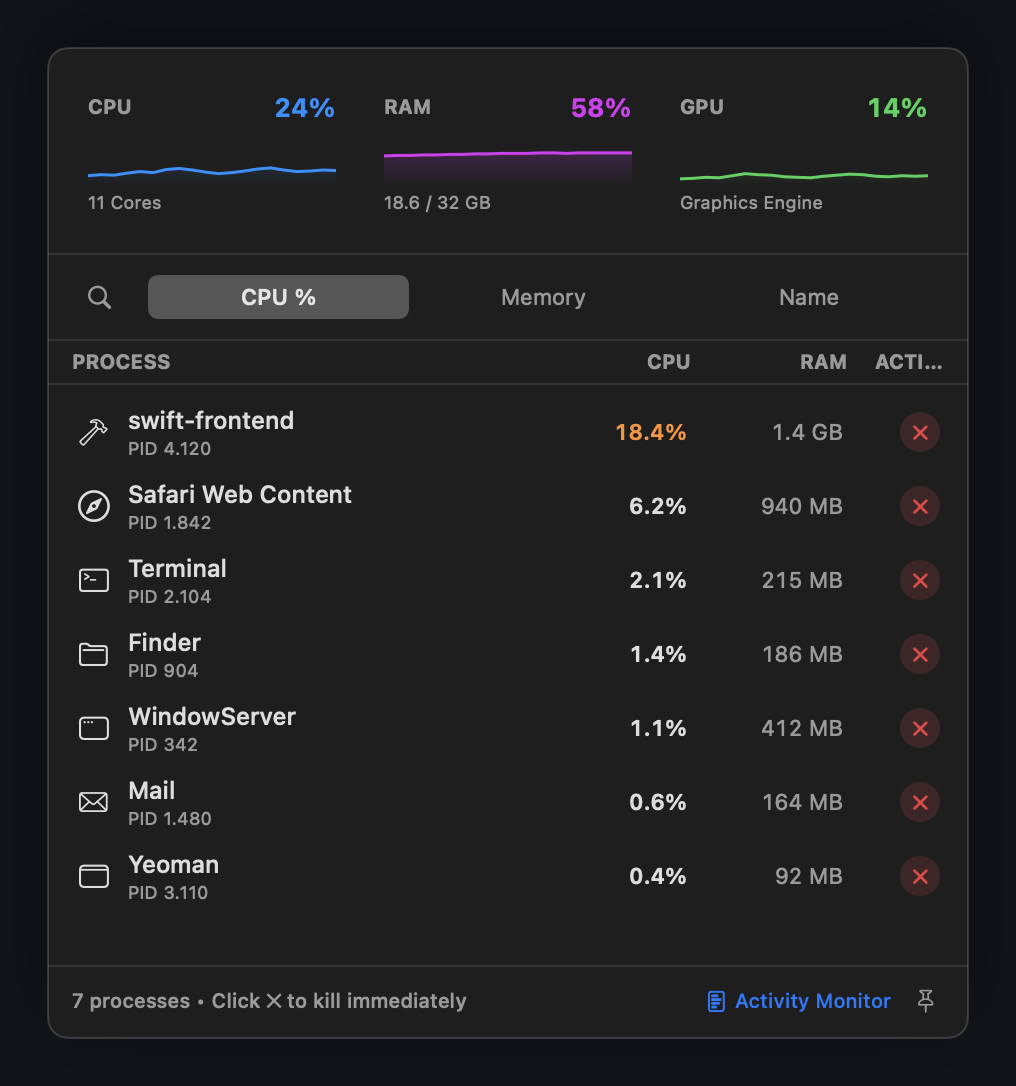 CPU 24% RAM 58% GPU 14%
11 Cores 18.6 / 32 GB Graphics Engine
CPU % Memory Name
PROCESS CPU RAM ACTI...
swift-frontend 18.4% 1.4 GB
PID 4.120
Safari Web Content 6.2% 940 MB
PID 1.842
Terminal 2.1% 215 MB
PID 2.104
Finder 1.4% 186 MB
PID 904
WindowServer 1.1% 412 MB
PID 342
Mail 0.6% 164 MB
PID 1.480
Yeoman 0.4% 92 MB
PID 3.110
7 processes • Click ✕ to kill immediately Activity Monitor